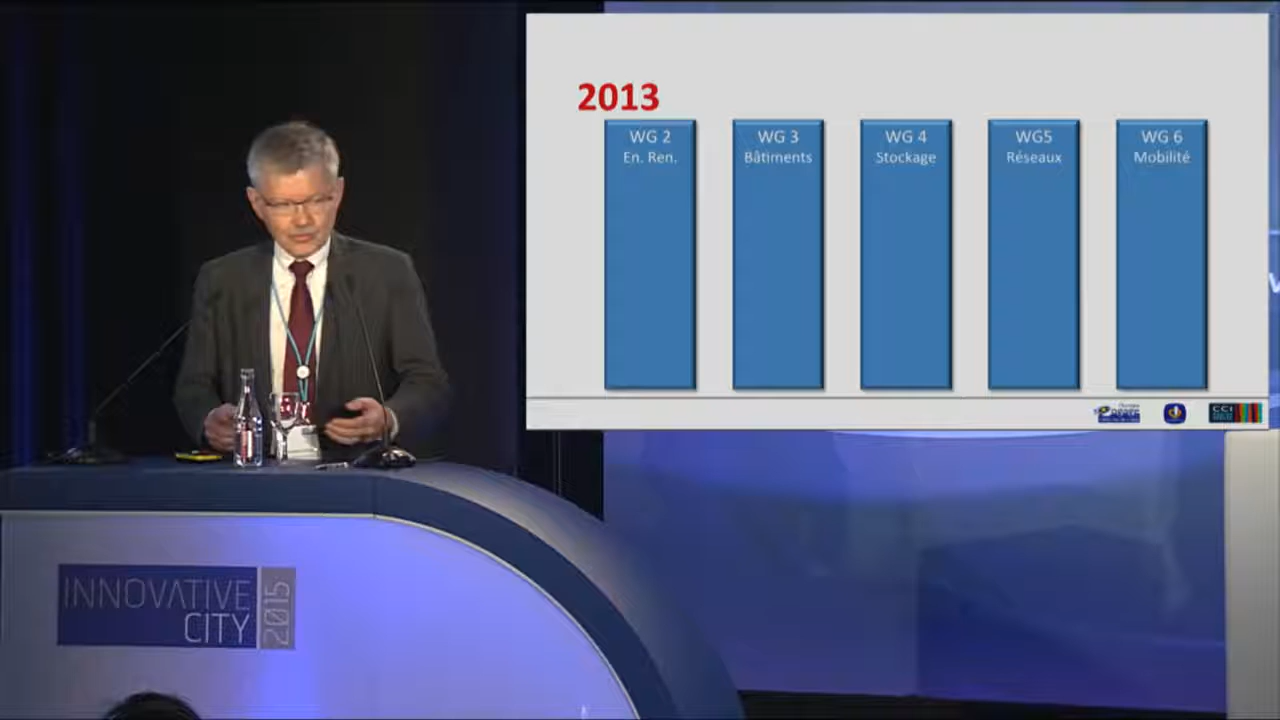 2013
WG 2
En. Ren.
WG 3
Bâtiments
WG 4
Stockage
WG5
Réseaux
WG 6
Mobilité
CCI
INNOVATIVE
CITY
2015